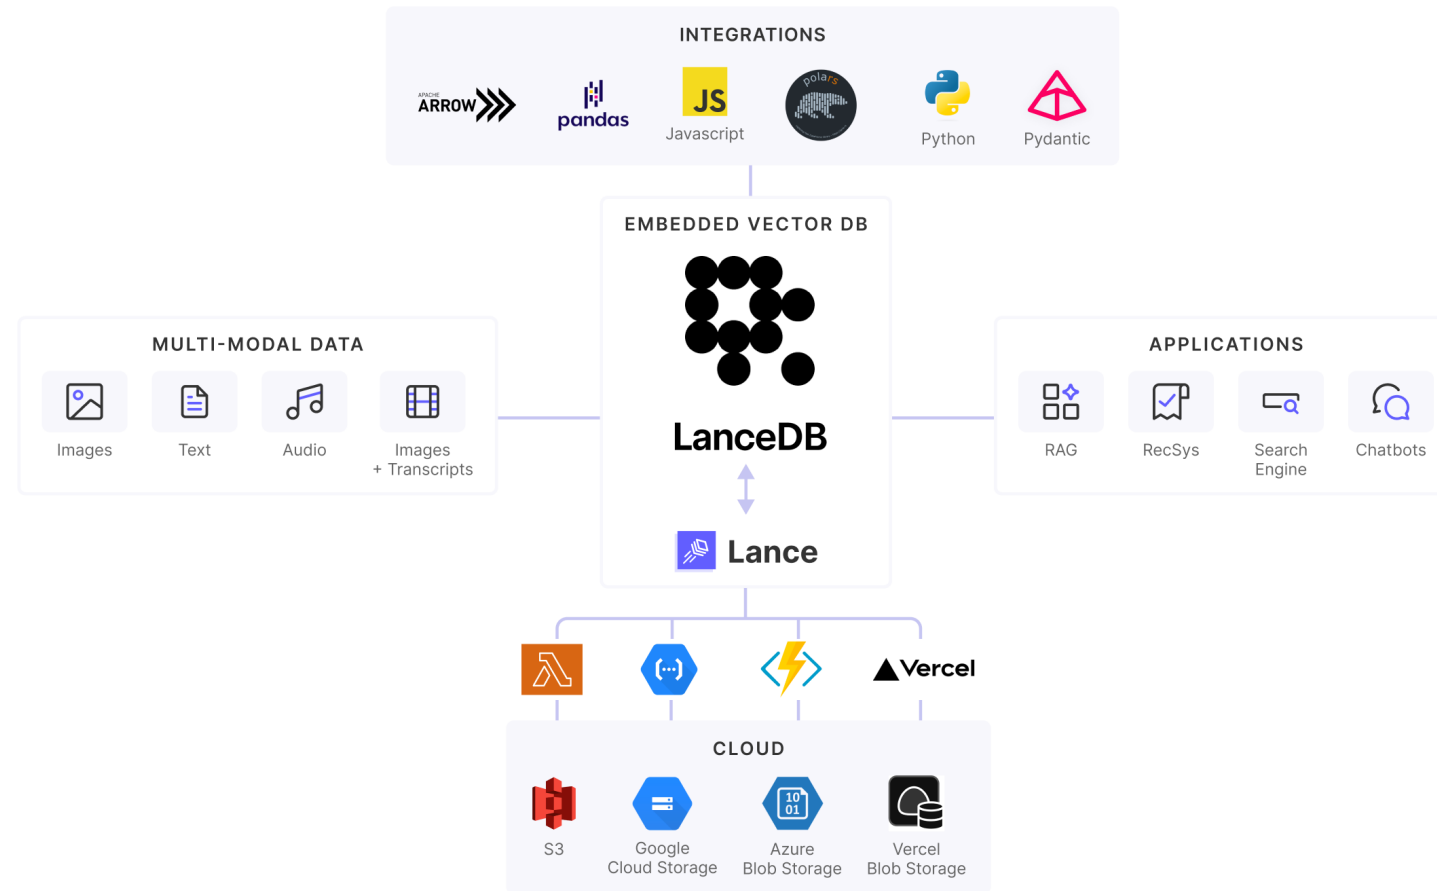 INTEGRATIONS
APACHE
ARROW
pandas
JS
Javascript
polars
Python
Pydantic
EMBEDDED VECTOR DB
LanceDB
Lance
MULTI-MODAL DATA
Images
Text
Audio
Images
+ Transcripts
APPLICATIONS
RAG
RecSys
Search
Engine
Chatbots
Vercel
CLOUD
10
01
S3
Google
Cloud Storage
Azure
Blob Storage
Vercel
Blob Storage